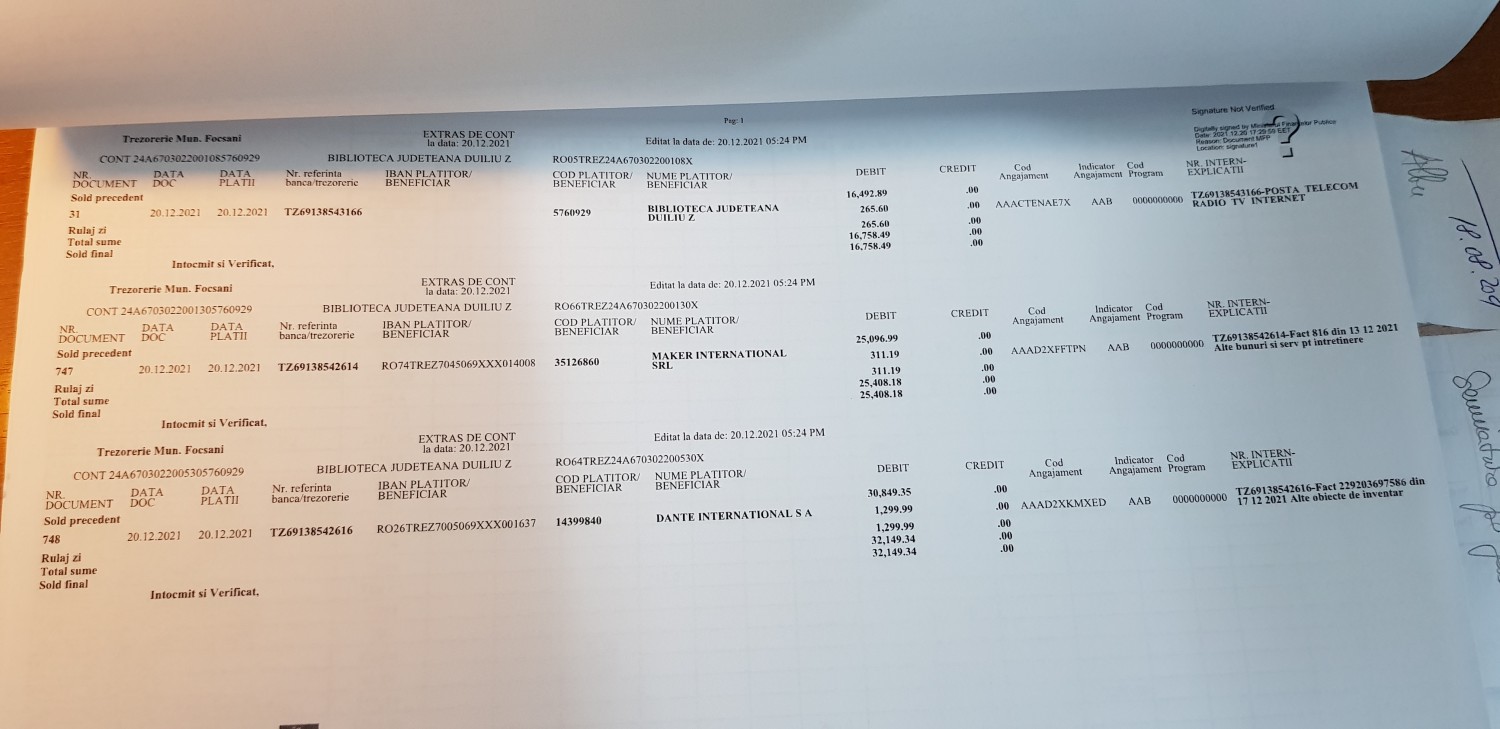 Pag: 1
Signature Not Verified
Digitally signed by Ministerul Finantelor Publice
Date: 2021.12.20 17:29:59 EET
Reason: Document MFP
Location: signature1
Trezorerie Mun. Focsani
EXTRAS DE CONT
la data: 20.12.2021
Editat la data de: 20.12.2021 05:24 PM
CONT 24A6703022001085760929
BIBLIOTECA JUDETEANA DUILIU Z
RO05TREZ24A670302200108X
NR. DOCUMENT DATA DOC DATA PLATII Nr. referinta banca/trezorerie IBAN PLATITOR/ BENEFICIAR COD PLATITOR/ BENEFICIAR NUME PLATITOR/ BENEFICIAR DEBIT CREDIT Cod Angajament Indicator Angajament Cod Program NR. INTERN- EXPLICATII
Sold precedent 16,492.89 .00
31 20.12.2021 20.12.2021 TZ69138543166 5760929 BIBLIOTECA JUDETEANA DUILIU Z 265.60 .00 AAACTENAE7X AAB 0000000000 TZ69138543166-POSTA TELECOM RADIO TV INTERNET
Rulaj zi 265.60 .00
Total sume 16,758.49 .00
Sold final 16,758.49 .00
Intocmit si Verificat,
Trezorerie Mun. Focsani
EXTRAS DE CONT
la data: 20.12.2021
Editat la data de: 20.12.2021 05:24 PM
CONT 24A6703022001305760929
BIBLIOTECA JUDETEANA DUILIU Z
RO66TREZ24A670302200130X
NR. DOCUMENT DATA DOC DATA PLATII Nr. referinta banca/trezorerie IBAN PLATITOR/ BENEFICIAR COD PLATITOR/ BENEFICIAR NUME PLATITOR/ BENEFICIAR DEBIT CREDIT Cod Angajament Indicator Angajament Cod Program NR. INTERN- EXPLICATII
Sold precedent 25,096.99 .00
747 20.12.2021 20.12.2021 TZ69138542614 RO74TREZ7045069XXX014008 35126860 MAKER INTERNATIONAL SRL 311.19 .00 AAAD2XFFTPN AAB 0000000000 TZ69138542614-Fact 816 din 13 12 2021 Alte bunuri si serv pt intretinere
Rulaj zi 311.19 .00
Total sume 25,408.18 .00
Sold final 25,408.18 .00
Intocmit si Verificat,
Trezorerie Mun. Focsani
EXTRAS DE CONT
la data: 20.12.2021
Editat la data de: 20.12.2021 05:24 PM
CONT 24A670302005305760929
BIBLIOTECA JUDETEANA DUILIU Z
RO64TREZ24A670302200530X
NR. DOCUMENT DATA DOC DATA PLATII Nr. referinta banca/trezorerie IBAN PLATITOR/ BENEFICIAR COD PLATITOR/ BENEFICIAR NUME PLATITOR/ BENEFICIAR DEBIT CREDIT Cod Angajament Indicator Angajament Cod Program NR. INTERN- EXPLICATII
Sold precedent 30,849.35 .00
748 20.12.2021 20.12.2021 TZ69138542616 RO26TREZ7005069XXX001637 14399840 DANTE INTERNATIONAL S A 1,299.99 .00 AAAD2XKMXED AAB 0000000000 TZ69138542616-Fact 229203697586 din 17 12 2021 Alte obiecte de inventar
Rulaj zi 1,299.99 .00
Total sume 32,149.34 .00
Sold final 32,149.34 .00
Intocmit si Verificat,